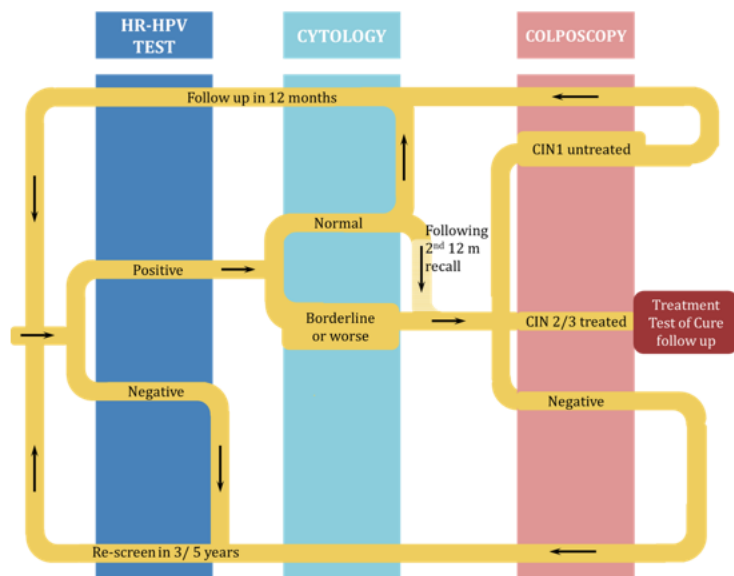 HR-HPV
TEST
CYTOLOGY
COLPOSCOPY
Follow up in 12 months
CIN1 untreated
Normal
Following
2nd 12 m
recall
Positive
Borderline
or worse
CIN 2/3 treated
Treatment
Test of Cure
follow up
Negative
Negative
Re-screen in 3/ 5 years